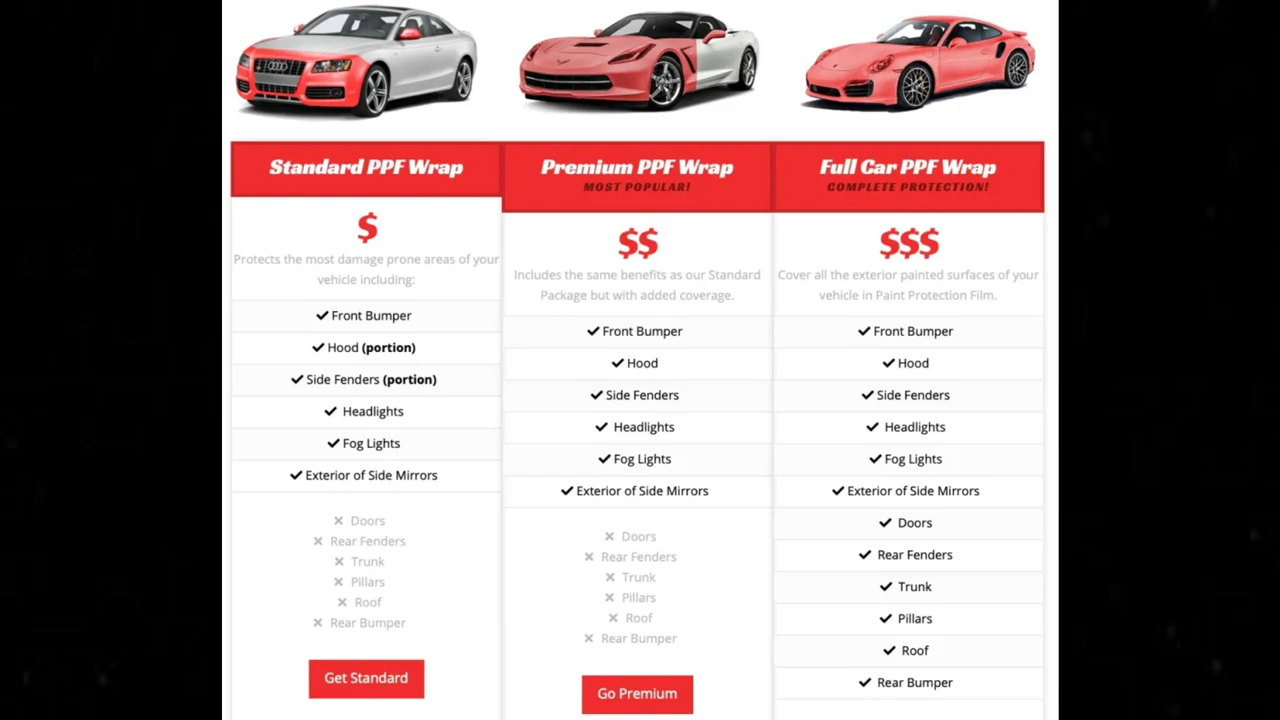 Standard PPF Wrap
$
Protects the most damage prone areas of your
vehicle including:
Front Bumper
Hood (portion)
Side Fenders (portion)
Headlights
Fog Lights
Exterior of Side Mirrors
Doors
Rear Fenders
Trunk
Pillars
Roof
Rear Bumper
Get Standard
Premium PPF Wrap
MOST POPULAR!
$$
Includes the same benefits as our Standard
Package but with added coverage.
Front Bumper
Hood
Side Fenders
Headlights
Fog Lights
Exterior of Side Mirrors
Doors
Rear Fenders
Trunk
Pillars
Roof
Rear Bumper
Go Premium
Full Car PPF Wrap
COMPLETE PROTECTION!
$$$
Cover all the exterior painted surfaces of your
vehicle in Paint Protection Film.
Front Bumper
Hood
Side Fenders
Headlights
Fog Lights
Exterior of Side Mirrors
Doors
Rear Fenders
Trunk
Pillars
Roof
Rear Bumper